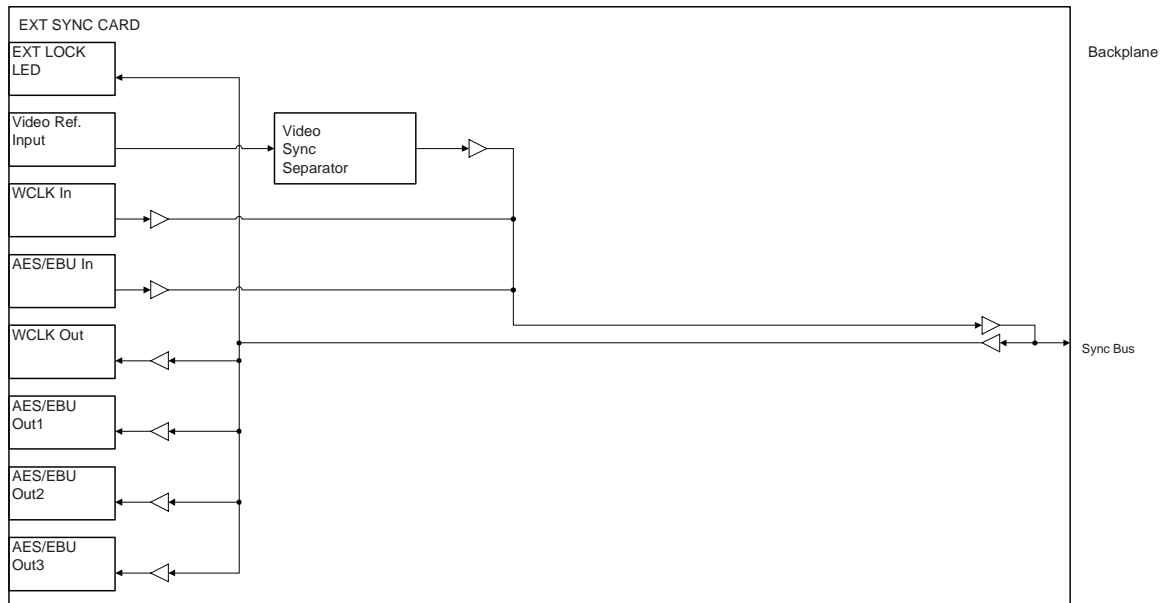 EXT SYNC CARD
EXT LOCK
LED
Backplane
Video Ref.
Input
Video
Sync
Separator
WCLK In
AES/EBU In
WCLK Out
Sync Bus
AES/EBU
Out1
AES/EBU
Out2
AES/EBU
Out3